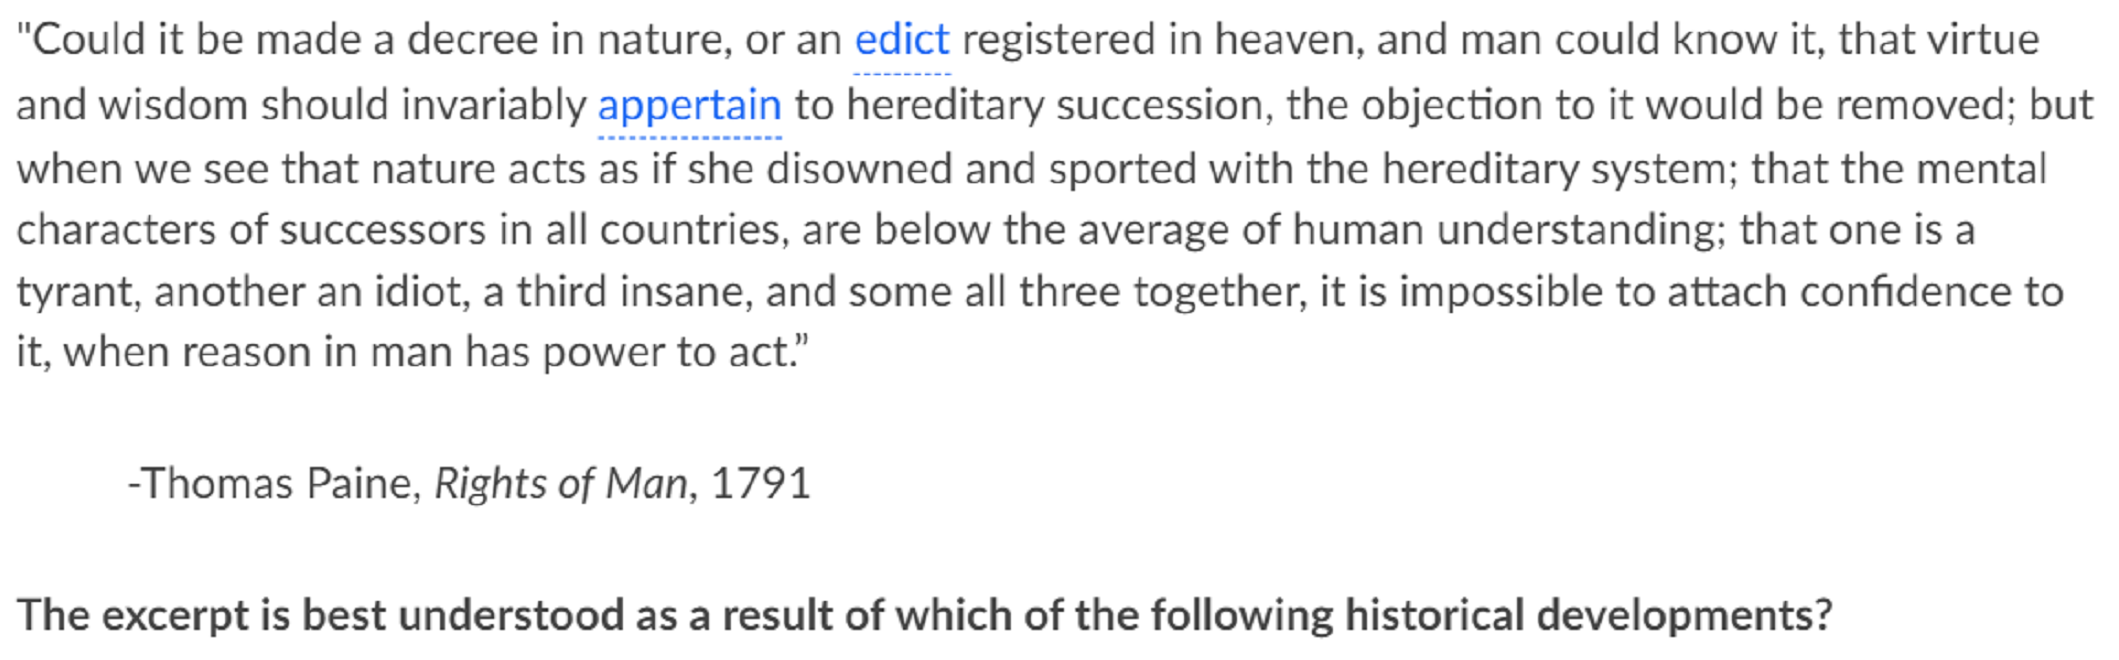 "Could it be made a decree in nature, or an edict registered in heaven, and man could know it, that virtue
and wisdom should invariably appertain to hereditary succession, the objection to it would be removed; but
when we see that nature acts as if she disowned and sported with the hereditary system; that the mental
characters of successors in all countries, are below the average of human understanding; that one is a
tyrant, another an idiot, a third insane, and some all three together, it is impossible to attach confidence to
it, when reason in man has power to act.”
-Thomas Paine, Rights of Man, 1791
The excerpt is best understood as a result of which of the following historical developments?